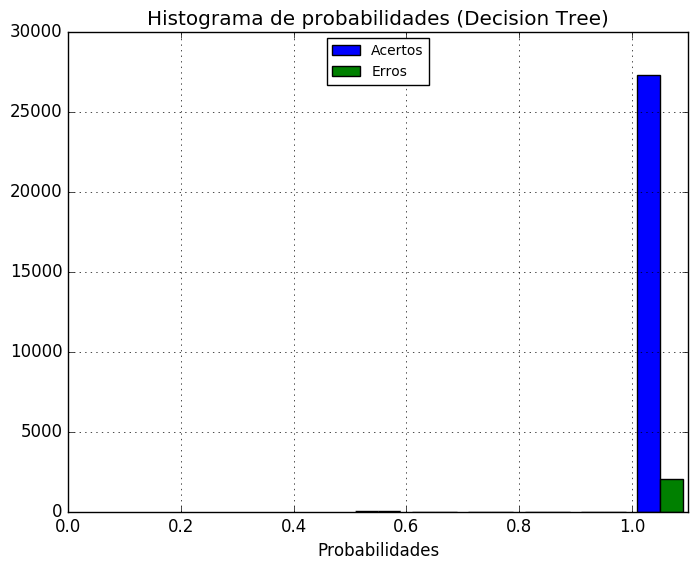 Histograma de probabilidades (Decision Tree)
30000
Acertos
Erros
25000
20000
15000
10000
5000
0
0.0 0.2 0.4 0.6 0.8 1.0
Probabilidades